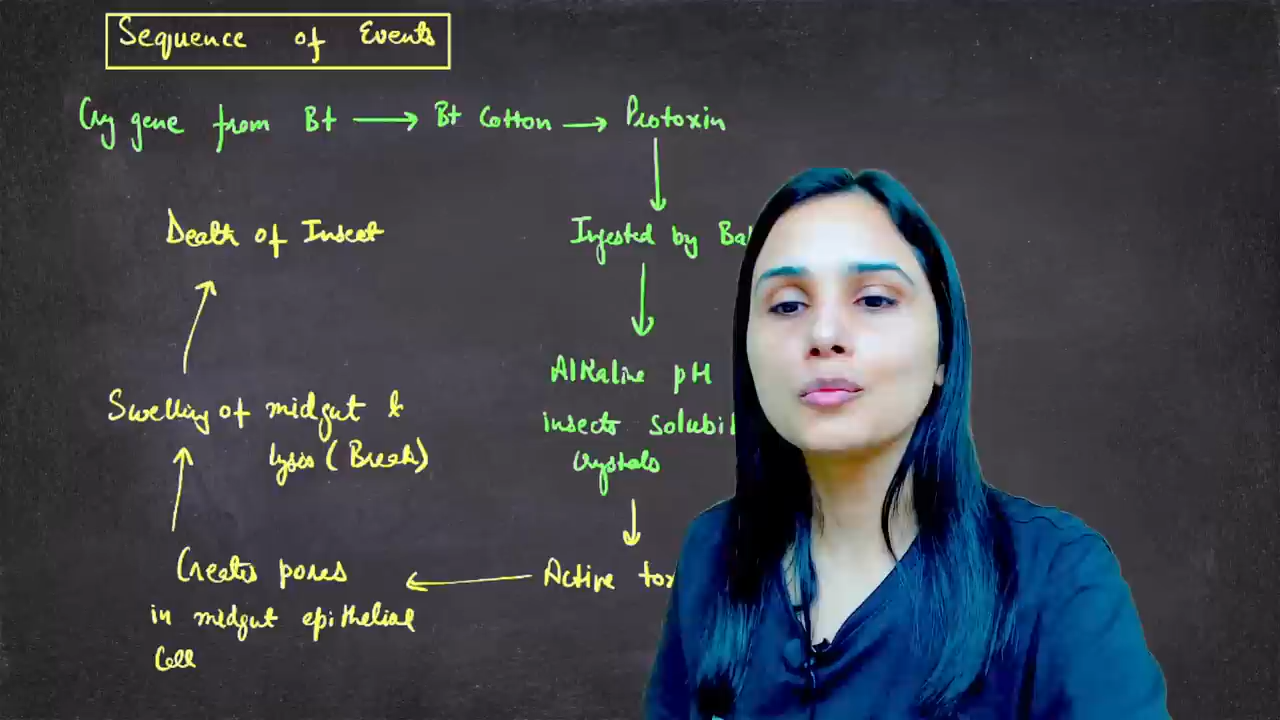 Sequence of Events
Cry gene from Bt → Bt Cotton → Protoxin
Ingested by
Alkaline pH
insects
Crystals
Active
Creates pores
in midgut epithelial
Cell
Swelling of midgut &
lysis (Break)
Death of Insect